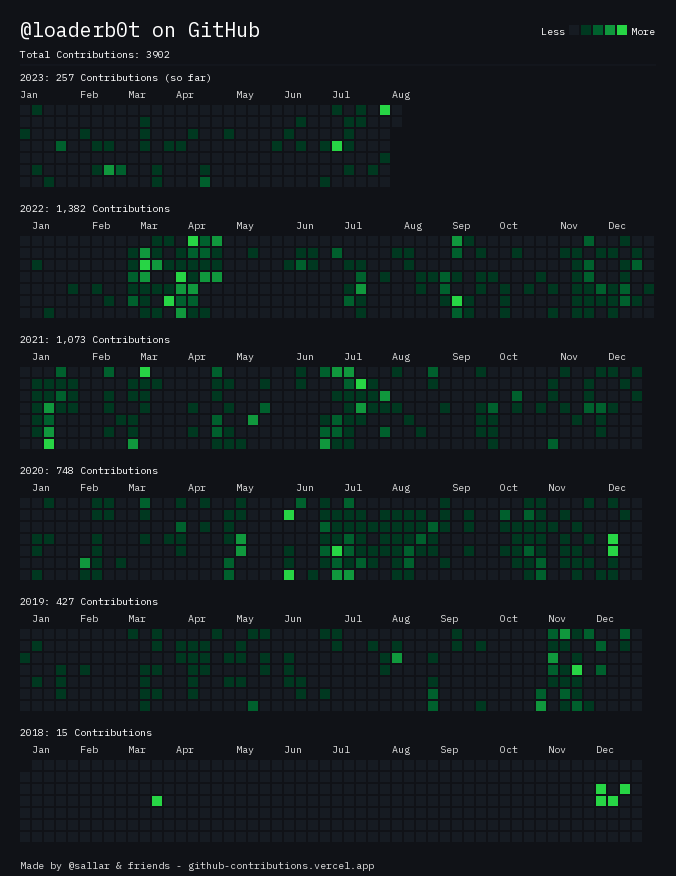 @loaderb0t on GitHub
Less More
Total Contributions: 3902
2023: 257 Contributions (so far)
Jan Feb Mar Apr May Jun Jul Aug
2022: 1,382 Contributions
Jan Feb Mar Apr May Jun Jul Aug Sep Oct Nov Dec
2021: 1,073 Contributions
Jan Feb Mar Apr May Jun Jul Aug Sep Oct Nov Dec
2020: 748 Contributions
Jan Feb Mar Apr May Jun Jul Aug Sep Oct Nov Dec
2019: 427 Contributions
Jan Feb Mar Apr May Jun Jul Aug Sep Oct Nov Dec
2018: 15 Contributions
Jan Feb Mar Apr May Jun Jul Aug Sep Oct Nov Dec
Made by @sallar & friends - github-contributions.vercel.app